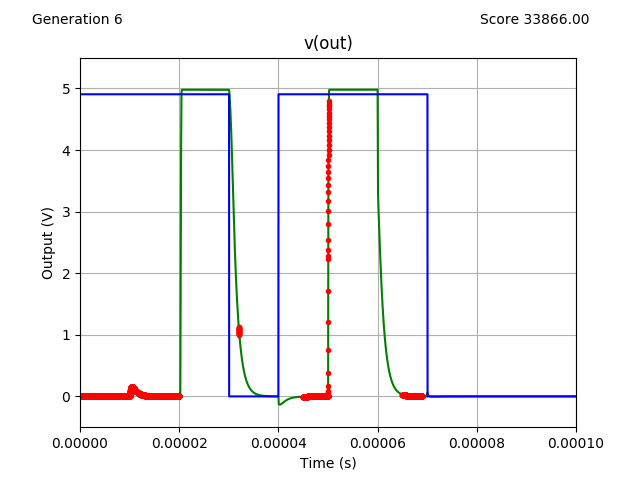 Generation 6
Score 33866.00
v(out)
Output (V)
5
4
3
2
1
0
0.00000 0.00002 0.00004 0.00006 0.00008 0.00010
Time (s)